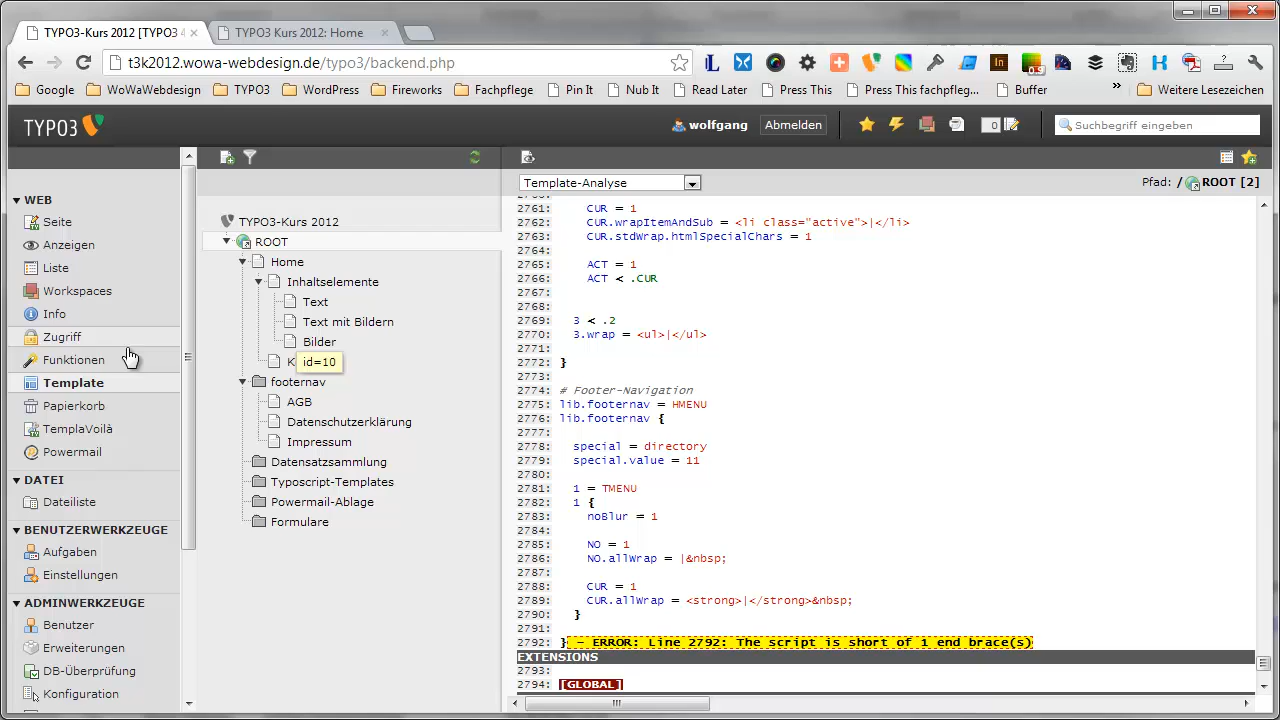 TYPO3-Kurs 2012 [TYPO3 4
TYPO3 Kurs 2012: Home
t3k2012.wowa-webdesign.de/typo3/backend.php
Google
WoWaWebdesign
TYPO3
WordPress
Fireworks
Fachpflege
Pin It
Nub It
Read Later
Press This
Press This fachpfleg...
Buffer
»
Weitere Lesezeichen
TYPO3
wolfgang
Abmelden
0
Suchbegriff eingeben
WEB
Seite
Anzeigen
Liste
Workspaces
Info
Zugriff
Funktionen
Template
Papierkorb
TemplaVoilà
Powermail
DATEI
Dateiliste
BENUTZERWERKZEUGE
Aufgaben
Einstellungen
ADMINWERKZEUGE
Benutzer
Erweiterungen
DB-Überprüfung
Konfiguration
TYPO3-Kurs 2012
ROOT
Home
Inhaltselemente
Text
Text mit Bildern
Bilder
K
id=10
footernav
AGB
Datenschutzerklärung
Impressum
Datensatzsammlung
Typoscript-Templates
Powermail-Ablage
Formulare
Template-Analyse
Pfad: / ROOT [2]
2761: CUR = 1
2762: CUR.wrapItemAndSub = <li class="active">|</li>
2763: CUR.stdWrap.htmlSpecialChars = 1
2764:
2765: ACT = 1
2766: ACT < .CUR
2767:
2768:
2769: 3 < .2
2770: 3.wrap = <ul>|</ul>
2771:
2772: }
2773:
2774: # Footer-Navigation
2775: lib.footernav = HMENU
2776: lib.footernav {
2777:
2778: special = directory
2779: special.value = 11
2780:
2781: 1 = TMENU
2782: 1 {
2783: noBlur = 1
2784:
2785: NO = 1
2786: NO.allWrap = |&nbsp;
2787:
2788: CUR = 1
2789: CUR.allWrap = <strong>|</strong>&nbsp;
2790: }
2791:
2792: } - ERROR: Line 2792: The script is short of 1 end brace(s)
EXTENSIONS
2793:
2794: [GLOBAL]